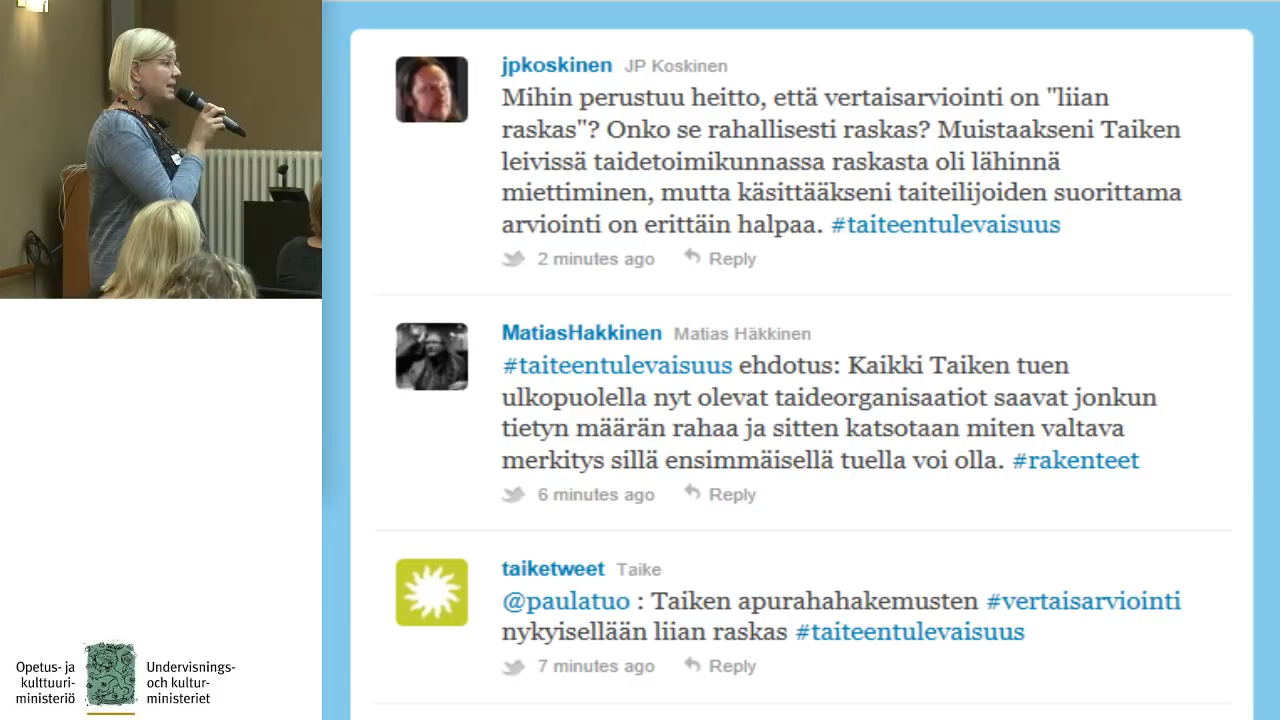 jpkoskinen JP Koskinen
Mihin perustuu heitto, että vertaisarviointi on "liian
raskas"? Onko se rahallisesti raskas? Muistaakseni Taiken
leivissä taidetoimikunnassa raskasta oli lähinnä
miettiminen, mutta käsittääkseni taiteilijoiden suorittama
arviointi on erittäin halpaa. #taiteentulevaisuus
2 minutes ago Reply
MatiasHakkinen Matias Häkkinen
#taiteentulevaisuus ehdotus: Kaikki Taiken tuen
ulkopuolella nyt olevat taideorganisaatiot saavat jonkun
tietyn määrän rahaa ja sitten katsotaan miten valtava
merkitys sillä ensimmäisellä tuella voi olla. #rakenteet
6 minutes ago Reply
taiketweet Taike
@paulatuo : Taiken apurahahakemusten #vertaisarviointi
nykyisellään liian raskas #taiteentulevaisuus
7 minutes ago Reply
Opetus- ja
kulttuuri-
ministeriö
Undervisnings-
och kultur-
ministeriet